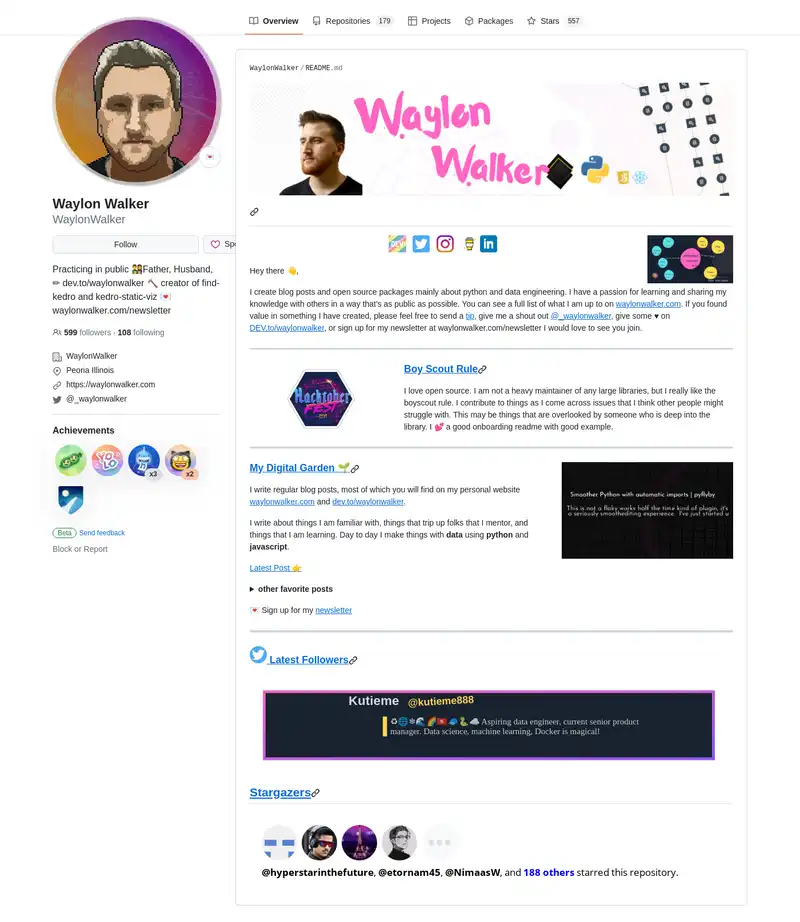 Overview
Repositories 179
Projects
Packages
Stars 557
WaylonWalker / README.md
Waylon
Walker
Waylon Walker
WaylonWalker
Follow
Spo
Practicing in public 👨‍👩‍👧‍👧Father, Husband,
✏ dev.to/waylonwalker 🔨 creator of find-
kedro and kedro-static-viz 💌
waylonwalker.com/newsletter
599 followers · 108 following
WaylonWalker
Peoria Illinois
https://waylonwalker.com
@_waylonwalker
Achievements
YOLO
x3
x2
Beta Send feedback
Block or Report
DEV
in
Hey there 👋,
I create blog posts and open source packages mainly about python and data engineering. I have a passion for learning and sharing my
knowledge with others in a way that's as public as possible. You can see a full list of what I am up to on waylonwalker.com. If you found
value in something I have created, please feel free to send a tip, give me a shout out @_waylonwalker, give some ♥ on
DEV.to/waylonwalker, or sign up for my newsletter at waylonwalker.com/newsletter I would love to see you join.
Hacktober
FEST
Boy Scout Rule
I love open source. I am not a heavy maintainer of any large libraries, but I really like the
boyscout rule. I contribute to things as I come across issues that I think other people might
struggle with. This may be things that are overlooked by someone who is deep into the
library. I 💕 a good onboarding readme with good example.
My Digital Garden 🌱
I write regular blog posts, most of which you will find on my personal website
waylonwalker.com and dev.to/waylonwalker.
I write about things I am familiar with, things that trip up folks that I mentor, and
things that I am learning. Day to day I make things with data using python and
javascript.
Latest Post 👉
other favorite posts
💌 Sign up for my newsletter
Smoother Python with automatic imports | pyflyby
This is not a flaky works half the time kind of plugin, it's
a seriously smoothediting experience. I've just started u
Latest Followers
Kutieme @kutieme888
♻🌐❄🌊🌈🇻🇳🧢🐍☁ Aspiring data engineer, current senior product
manager. Data science, machine learning, Docker is magical!
Stargazers
@hyperstarinthefuture, @etornam45, @NimaasW, and 188 others starred this repository.